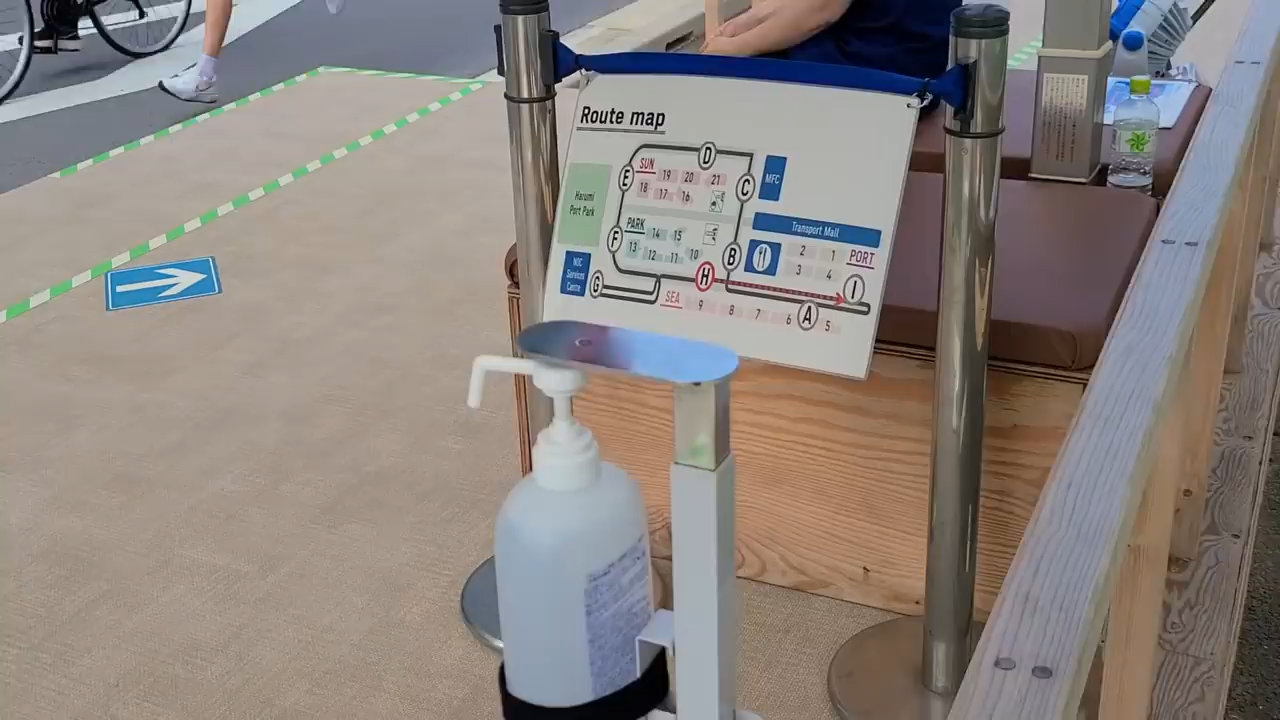 Route map
D
SUN 19 20 21
MFC
E
18 17 16
C
Harumi
Port Park
PARK 14 15
Transport Mall
F
13 12 11 10
B
2 1 PORT
3 4
NOC
Services
Centre
G
H
I
SEA 9 8 7 6 5
A